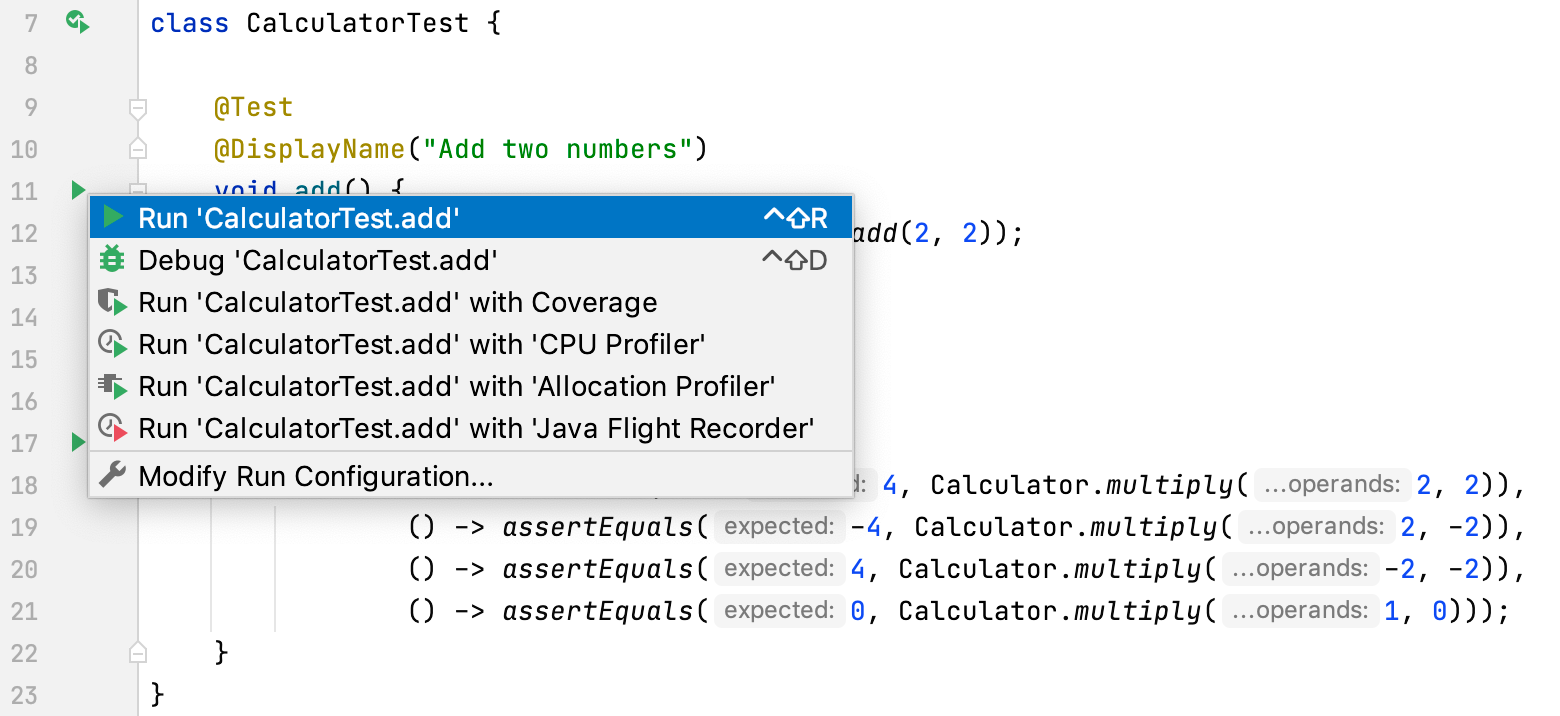 7 class CalculatorTest {
8
9 @Test
10 @DisplayName("Add two numbers")
11 void add() {
Run 'CalculatorTest.add' ^⇧R
12 add(2, 2));
Debug 'CalculatorTest.add' ^⇧D
13
Run 'CalculatorTest.add' with Coverage
14
Run 'CalculatorTest.add' with 'CPU Profiler'
15
Run 'CalculatorTest.add' with 'Allocation Profiler'
16
Run 'CalculatorTest.add' with 'Java Flight Recorder'
17
Modify Run Configuration...
18 d: 4, Calculator.multiply( ...operands: 2, 2)),
19 () -> assertEquals( expected: -4, Calculator.multiply( ...operands: 2, -2)),
20 () -> assertEquals( expected: 4, Calculator.multiply( ...operands: -2, -2)),
21 () -> assertEquals( expected: 0, Calculator.multiply( ...operands: 1, 0)));
22 }
23 }